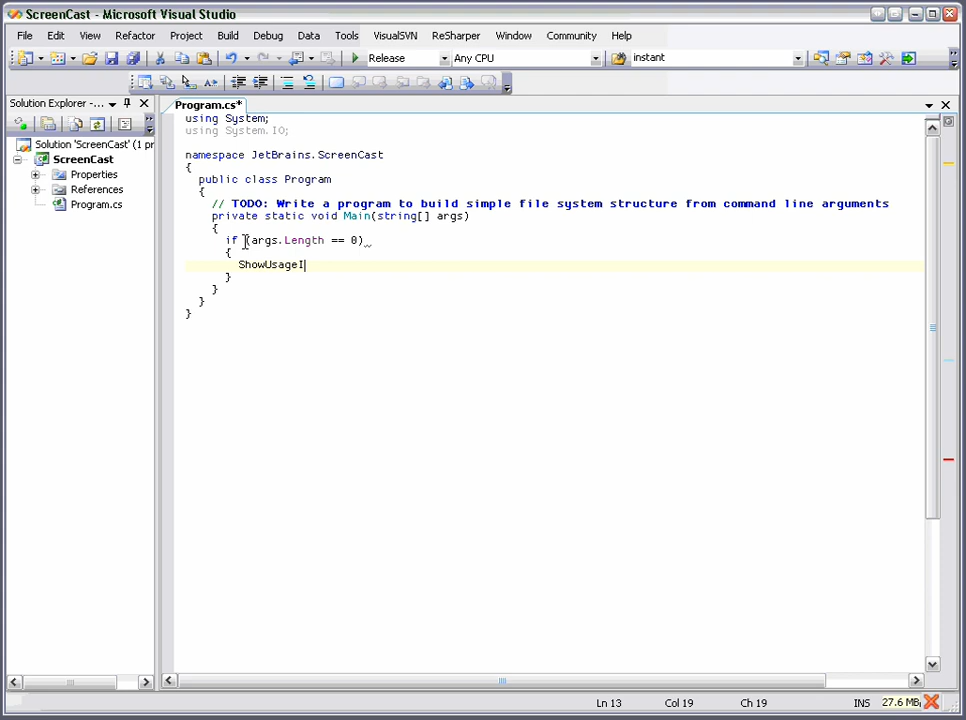 ScreenCast - Microsoft Visual Studio
File Edit View Refactor Project Build Debug Data Tools VisualSVN ReSharper Window Community Help
Release Any CPU instant
Solution Explorer -...
Program.cs*
Solution 'ScreenCast' (1 pr
ScreenCast
Properties
References
Program.cs
using System;
using System.IO;
namespace JetBrains.ScreenCast
{
public class Program
{
// TODO: Write a program to build simple file system structure from command line arguments
private static void Main(string[] args)
{
if (args.Length == 0)
{
ShowUsageI
}
}
}
}
Ln 13 Col 19 Ch 19 INS 27.6 MB